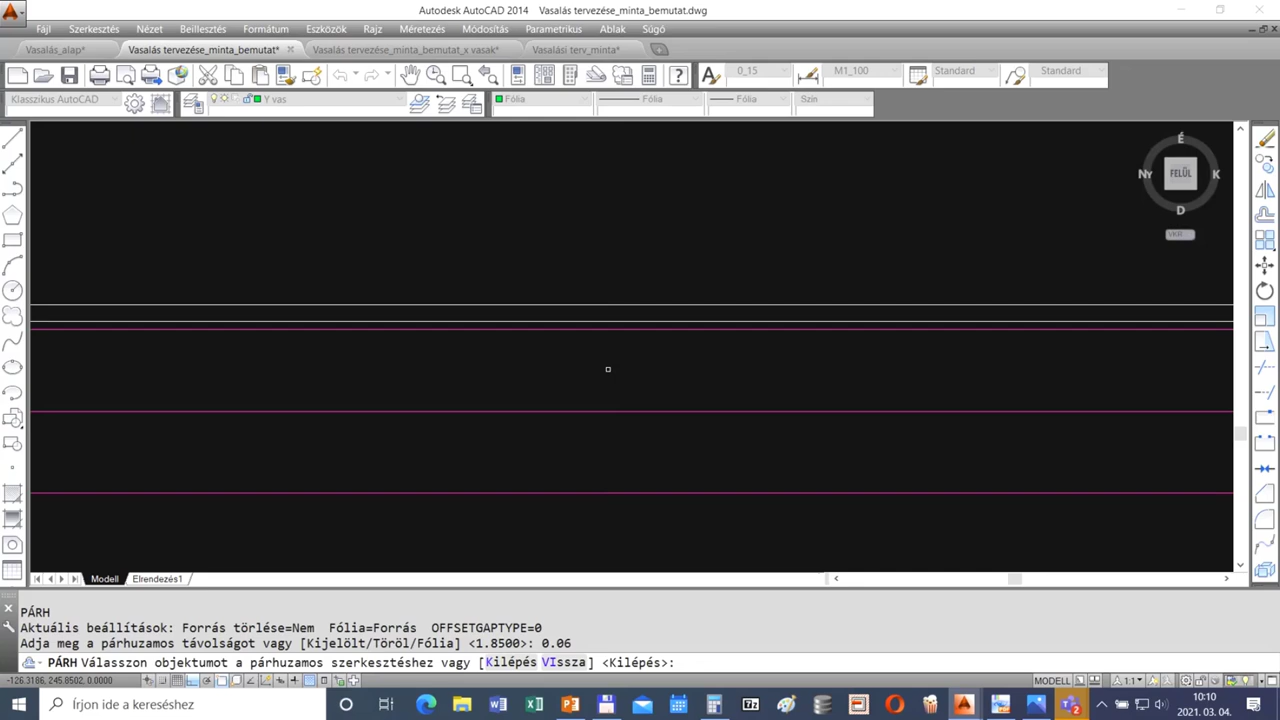 Autodesk AutoCAD 2014 Vasalás tervezése_minta_bemutat.dwg
Fájl Szerkesztés Nézet Beillesztés Formátum Eszközök Rajz Méretezés Módosítás Parametrikus Ablak Súgó
Vasalás_alap* Vasalás tervezése_minta_bemutat* Vasalás tervezése_minta_bemutat_x vasak* Vasalási terv_minta*
0_15 M1_100 Standard Standard
Klasszikus AutoCAD Y vas Fólia Fólia Fólia Szín
É
Ny FELÜL K
D
VKR
Modell Elrendezés1
PÁRH
Aktuális beállítások: Forrás törlése=Nem Fólia=Forrás OFFSETGAPTYPE=0
Adja meg a párhuzamos távolságot vagy [Kijelölt/Töröl/Fólia] <1.8500>: 0.06
PÁRH Válasszon objektumot a párhuzamos szerkesztéshez vagy [Kilépés VIssza] <Kilépés>:
-126.3186, 245.6502, 0.0000 MODELL 1:1
Írjon ide a kereséshez
10:10
2021. 03. 04.